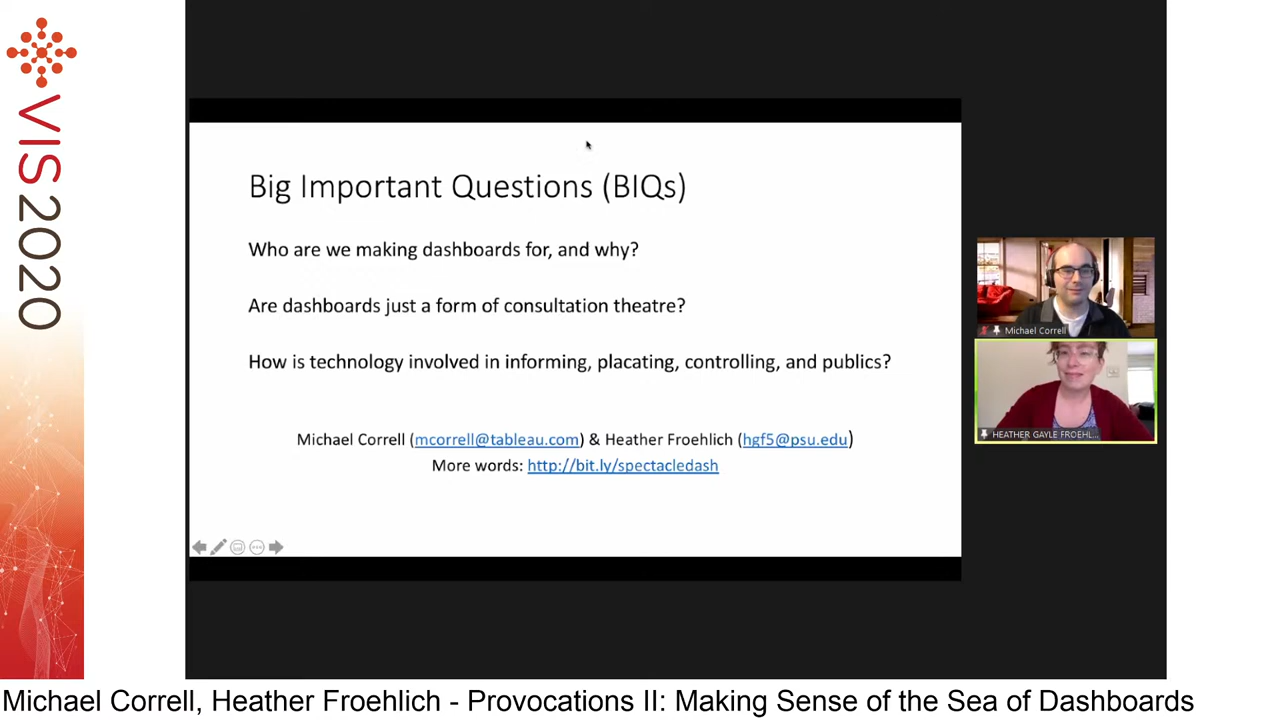 VIS2020
Big Important Questions (BIQs)
Who are we making dashboards for, and why?
Are dashboards just a form of consultation theatre?
How is technology involved in informing, placating, controlling, and publics?
Michael Correll (mcorrell@tableau.com) & Heather Froehlich (hgf5@psu.edu)
More words: http://bit.ly/spectacledash
Michael Correll
HEATHER GAYLE FROEHL...
Michael Correll, Heather Froehlich - Provocations II: Making Sense of the Sea of Dashboards